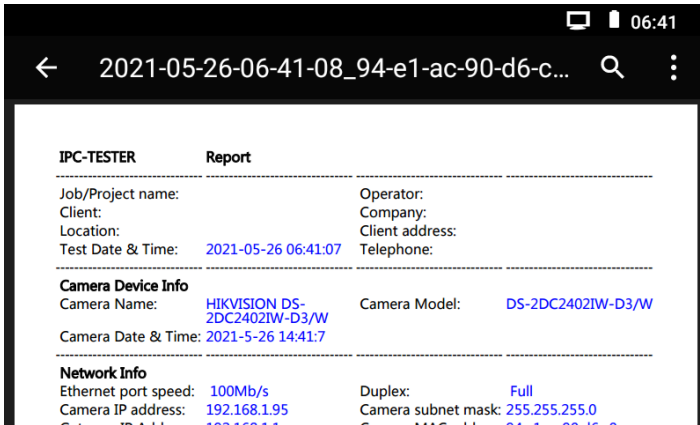 06:41
2021-05-26-06-41-08_94-e1-ac-90-d6-c...
IPC-TESTER Report
Job/Project name: Operator:
Client: Company:
Location: Client address:
Test Date & Time: 2021-05-26 06:41:07 Telephone:
Camera Device Info
Camera Name: HIKVISION DS-2DC2402IW-D3/W Camera Model: DS-2DC2402IW-D3/W
Camera Date & Time: 2021-5-26 14:41:7
Network Info
Ethernet port speed: 100Mb/s Duplex: Full
Camera IP address: 192.168.1.95 Camera subnet mask: 255.255.255.0